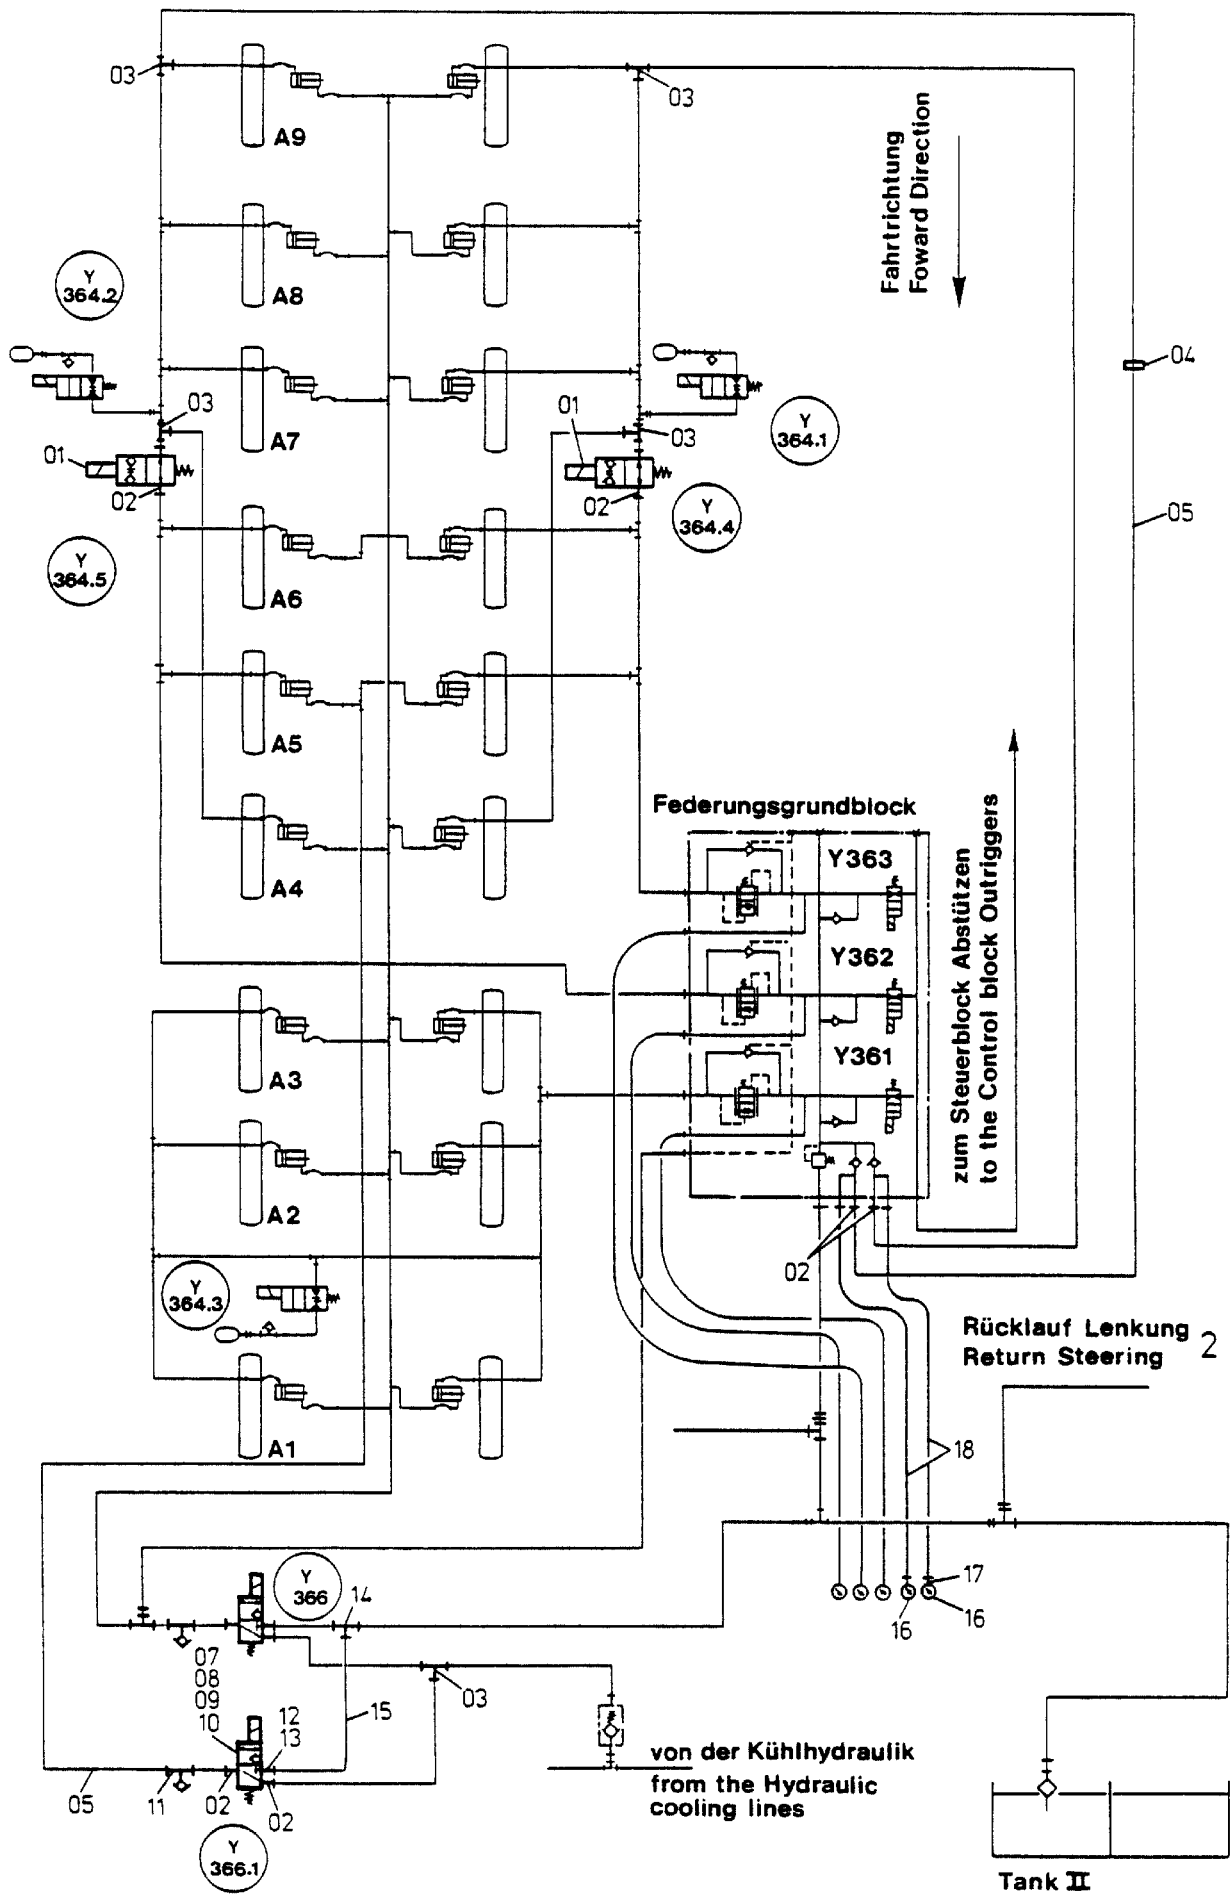 03
A9
03
Fahrtrichtung
Foward Direction
Y
364.2
A8
04
03
01
Y
364.1
01
A7
03
02
02
Y
364.4
05
Y
364.5
A6
A5
Federungsgrundblock
Y363
A4
zum Steuerblock Abstützen
to the Control block Outriggers
Y362
A3
Y361
A2
02
Y
364.3
Rücklauf Lenkung
Return Steering
2
A1
18
Y
366
14
17
16
16
07
08
09
10
03
12
13
15
von der Kühlhydraulik
from the Hydraulic
cooling lines
05
11
02
02
Y
366.1
Tank II